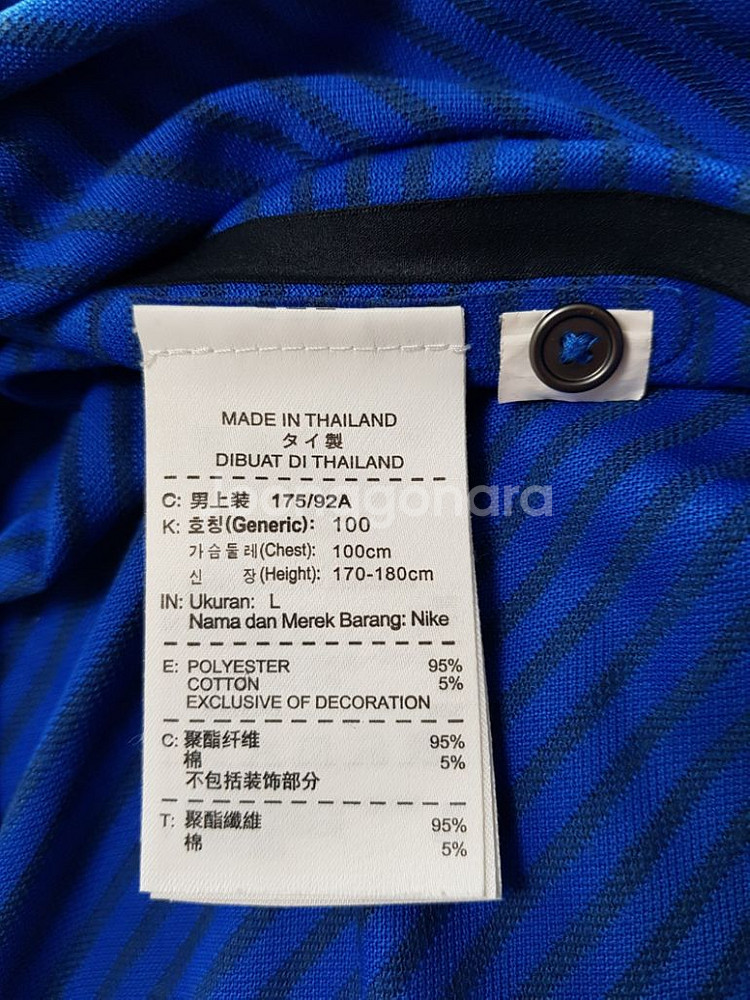 MADE IN THAILAND
タイ製
DIBUAT DI THAILAND
C: 男上装 175/92A
K: 호칭(Generic): 100
가슴둘레(Chest): 100cm
신 장(Height): 170-180cm
IN: Ukuran: L
Nama dan Merek Barang: Nike
E: POLYESTER 95%
COTTON 5%
EXCLUSIVE OF DECORATION
C: 聚酯纤维 95%
棉 5%
不包括装饰部分
T: 聚酯纖維 95%
棉 5%